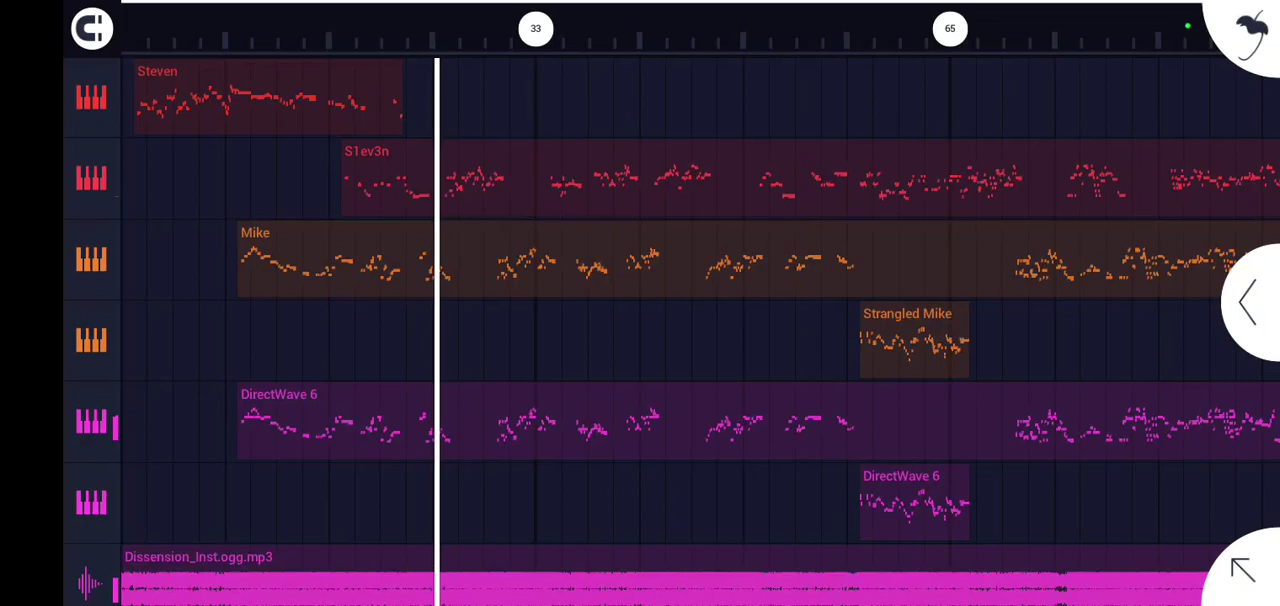 33
65
Steven
S1ev3n
Mike
Strangled Mike
DirectWave 6
DirectWave 6
Dissension_Inst.ogg.mp3